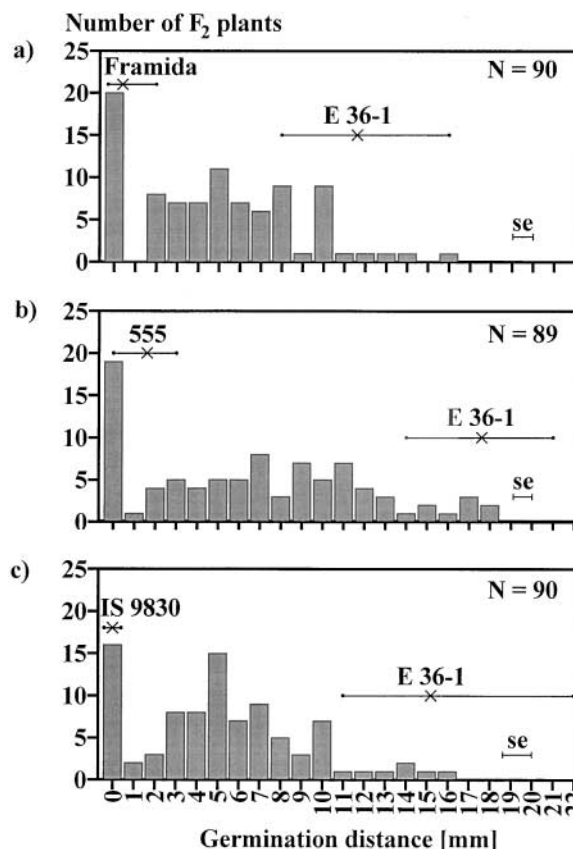 Number of F₂ plants
a)
25
20
15
10
5
0
Framida
E 36-1
N = 90
se
b)
25
20
15
10
5
0
555
E 36-1
N = 89
se
c)
25
20
15
10
5
0
IS 9830
E 36-1
N = 90
se
0 1 2 3 4 5 6 7 8 9 10 11 12 13 14 15 16 17 18 19 20 21 22
Germination distance [mm]